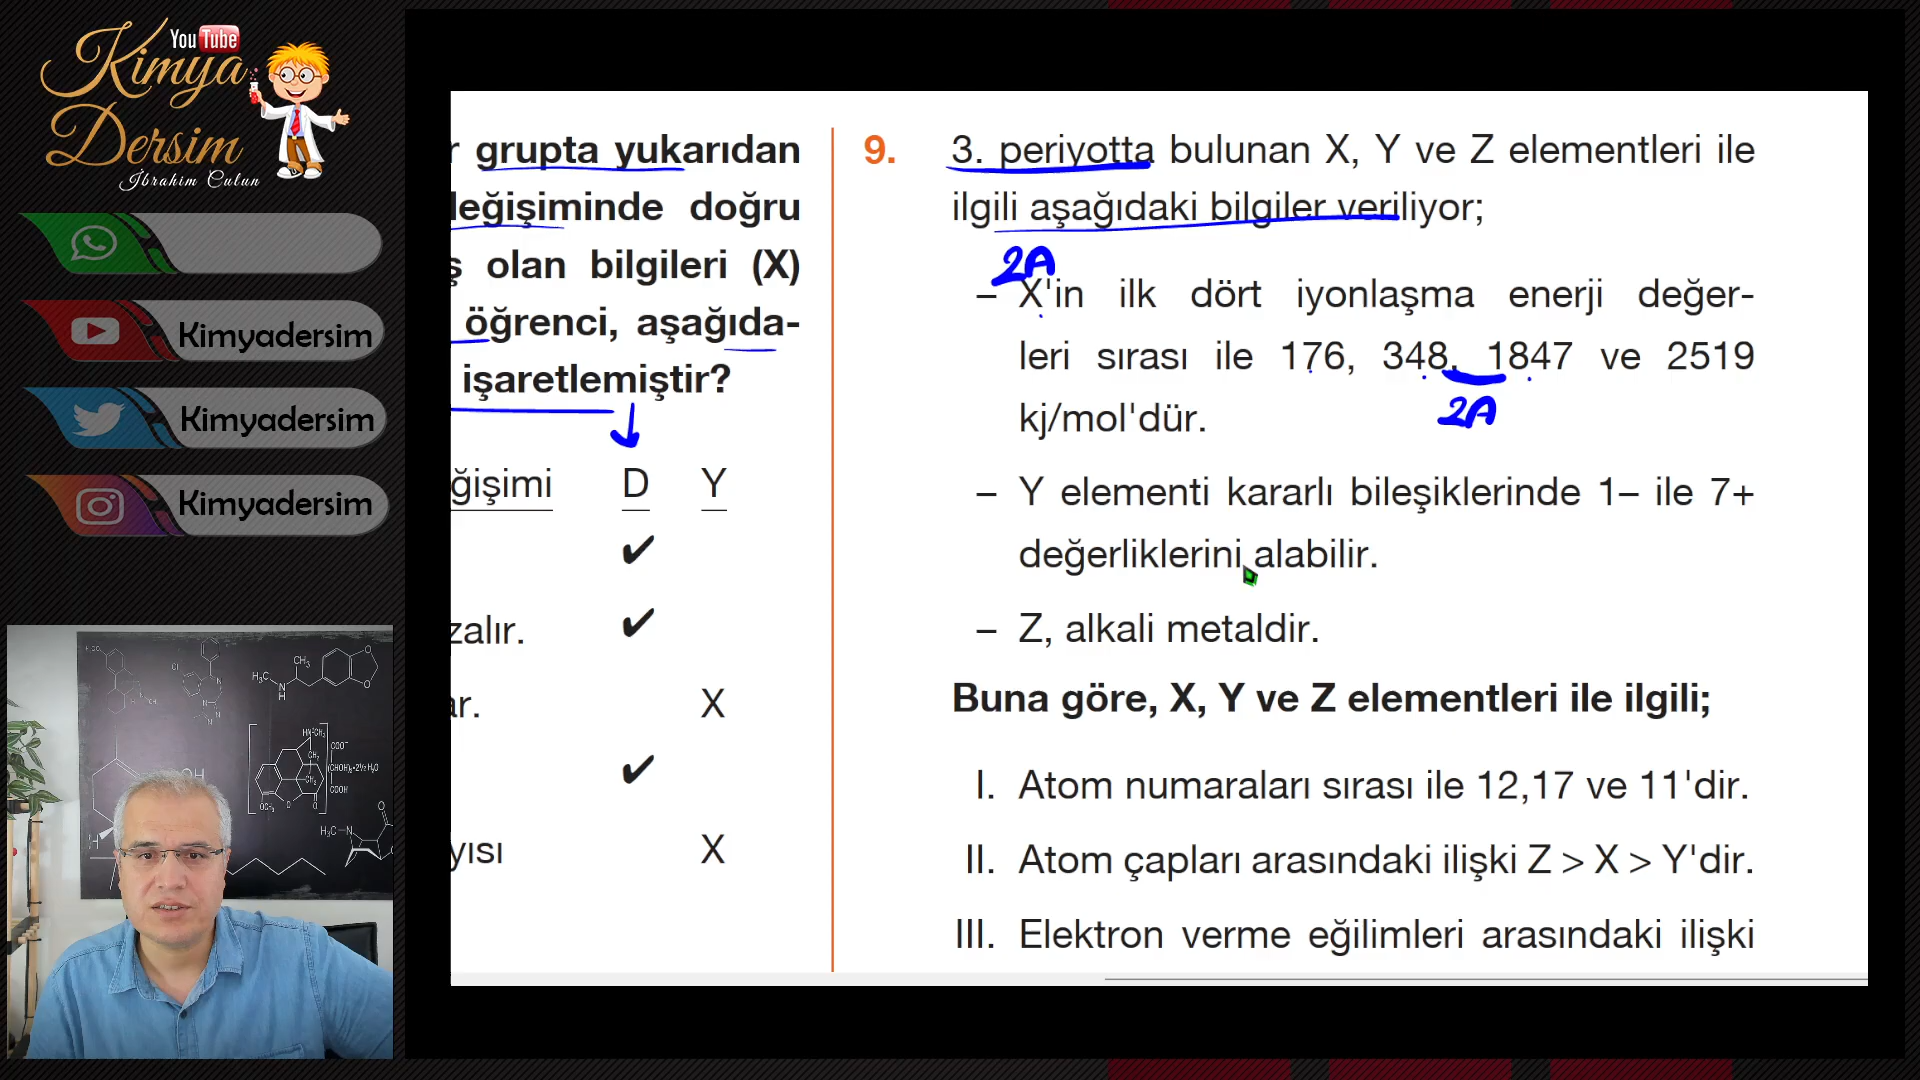 You Tube
Kimya
Dersim
İbrahim Culun
Kimyadersim
Kimyadersim
Kimyadersim
r grupta yukarıdan
değişiminde doğru
ş olan bilgileri (X)
öğrenci, aşağıda-
işaretlemiştir?
ğişimi D Y
✔
zalır. ✔
ar. X
✔
yısı X
9. 3. periyotta bulunan X, Y ve Z elementleri ile
ilgili aşağıdaki bilgiler veriliyor;
2A
– X'in ilk dört iyonlaşma enerji değer-
leri sırası ile 176, 348, 1847 ve 2519
kj/mol'dür.
2A
– Y elementi kararlı bileşiklerinde 1– ile 7+
değerliklerini alabilir.
– Z, alkali metaldir.
Buna göre, X, Y ve Z elementleri ile ilgili;
I. Atom numaraları sırası ile 12,17 ve 11'dir.
II. Atom çapları arasındaki ilişki Z > X > Y'dir.
III. Elektron verme eğilimleri arasındaki ilişki